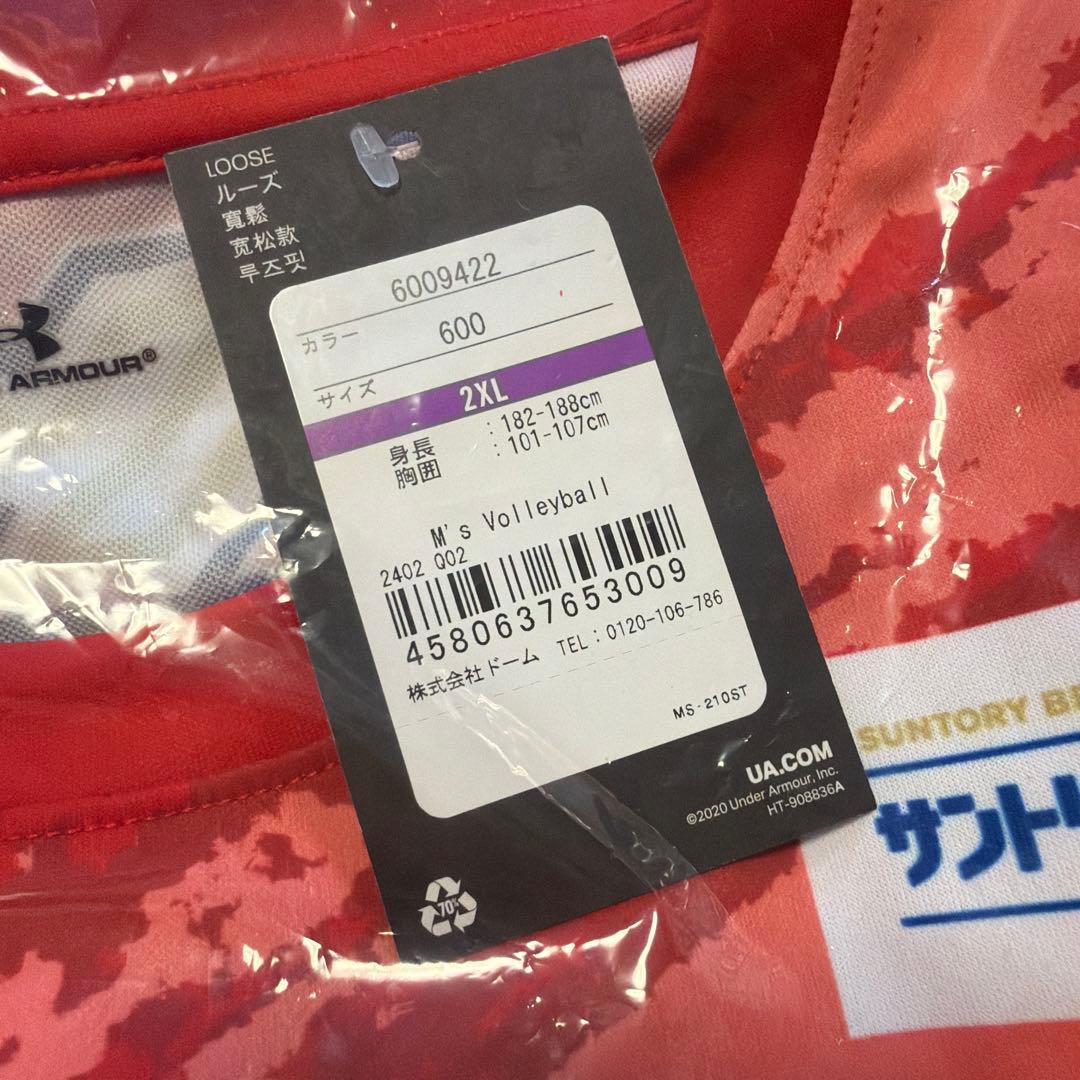 LOOSE
ルーズ
寬鬆
宽松款
루즈핏
6009422
カラー 600
サイズ 2XL
身長 : 182-188cm
胸囲 : 101-107cm
M's Volleyball
2402 Q02
4580637653009
株式会社ドーム TEL : 0120-106-786
MS-210ST
UA.COM
©2020 Under Armour, Inc.
HT-908836A
70%
ARMOUR®
SUNTORY BE
サント